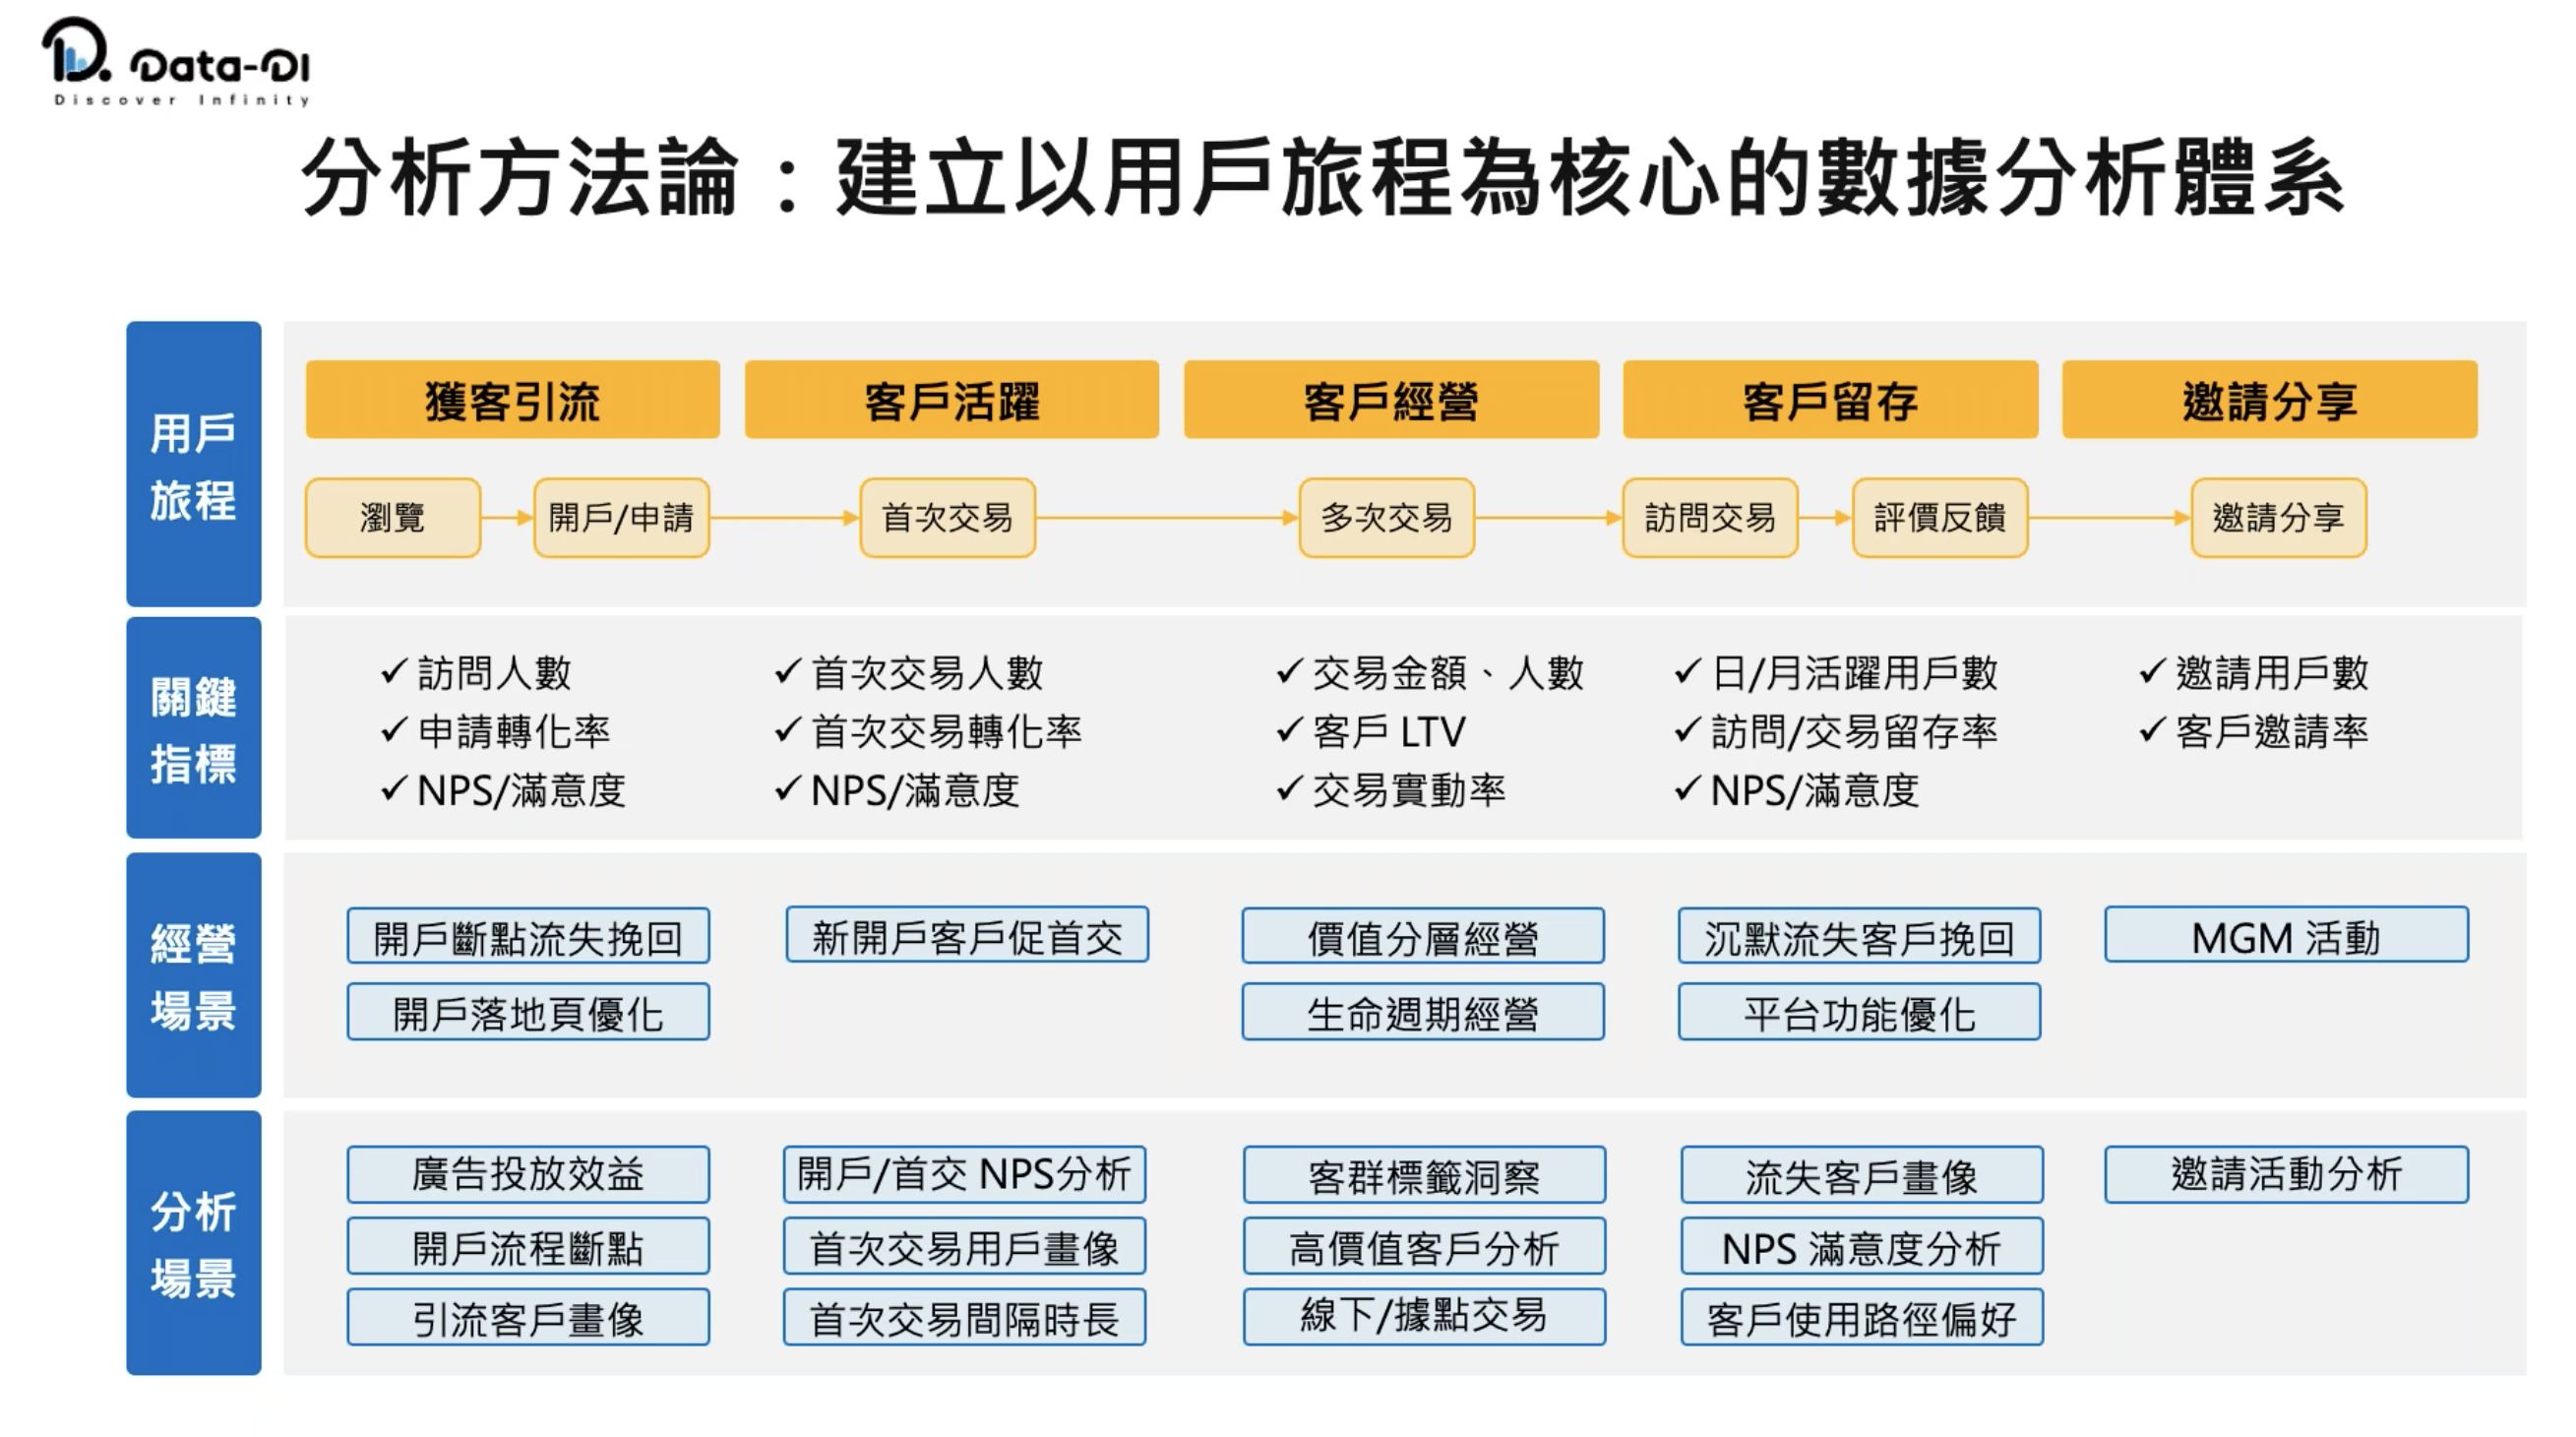 Data-DI
Discover Infinity
分析方法論：建立以用戶旅程為核心的數據分析體系
用戶
旅程
獲客引流
客戶活躍
客戶經營
客戶留存
邀請分享
瀏覽
開戶/申請
首次交易
多次交易
訪問交易
評價反饋
邀請分享
關鍵
指標
✓ 訪問人數
✓ 申請轉化率
✓ NPS/滿意度
✓ 首次交易人數
✓ 首次交易轉化率
✓ NPS/滿意度
✓ 交易金額、人數
✓ 客戶 LTV
✓ 交易實動率
✓ 日/月活躍用戶數
✓ 訪問/交易留存率
✓ NPS/滿意度
✓ 邀請用戶數
✓ 客戶邀請率
經營
場景
開戶斷點流失挽回
開戶落地頁優化
新開戶客戶促首交
價值分層經營
生命週期經營
沉默流失客戶挽回
平台功能優化
MGM 活動
分析
場景
廣告投放效益
開戶流程斷點
引流客戶畫像
開戶/首交 NPS分析
首次交易用戶畫像
首次交易間隔時長
客群標籤洞察
高價值客戶分析
線下/據點交易
流失客戶畫像
NPS 滿意度分析
客戶使用路徑偏好
邀請活動分析